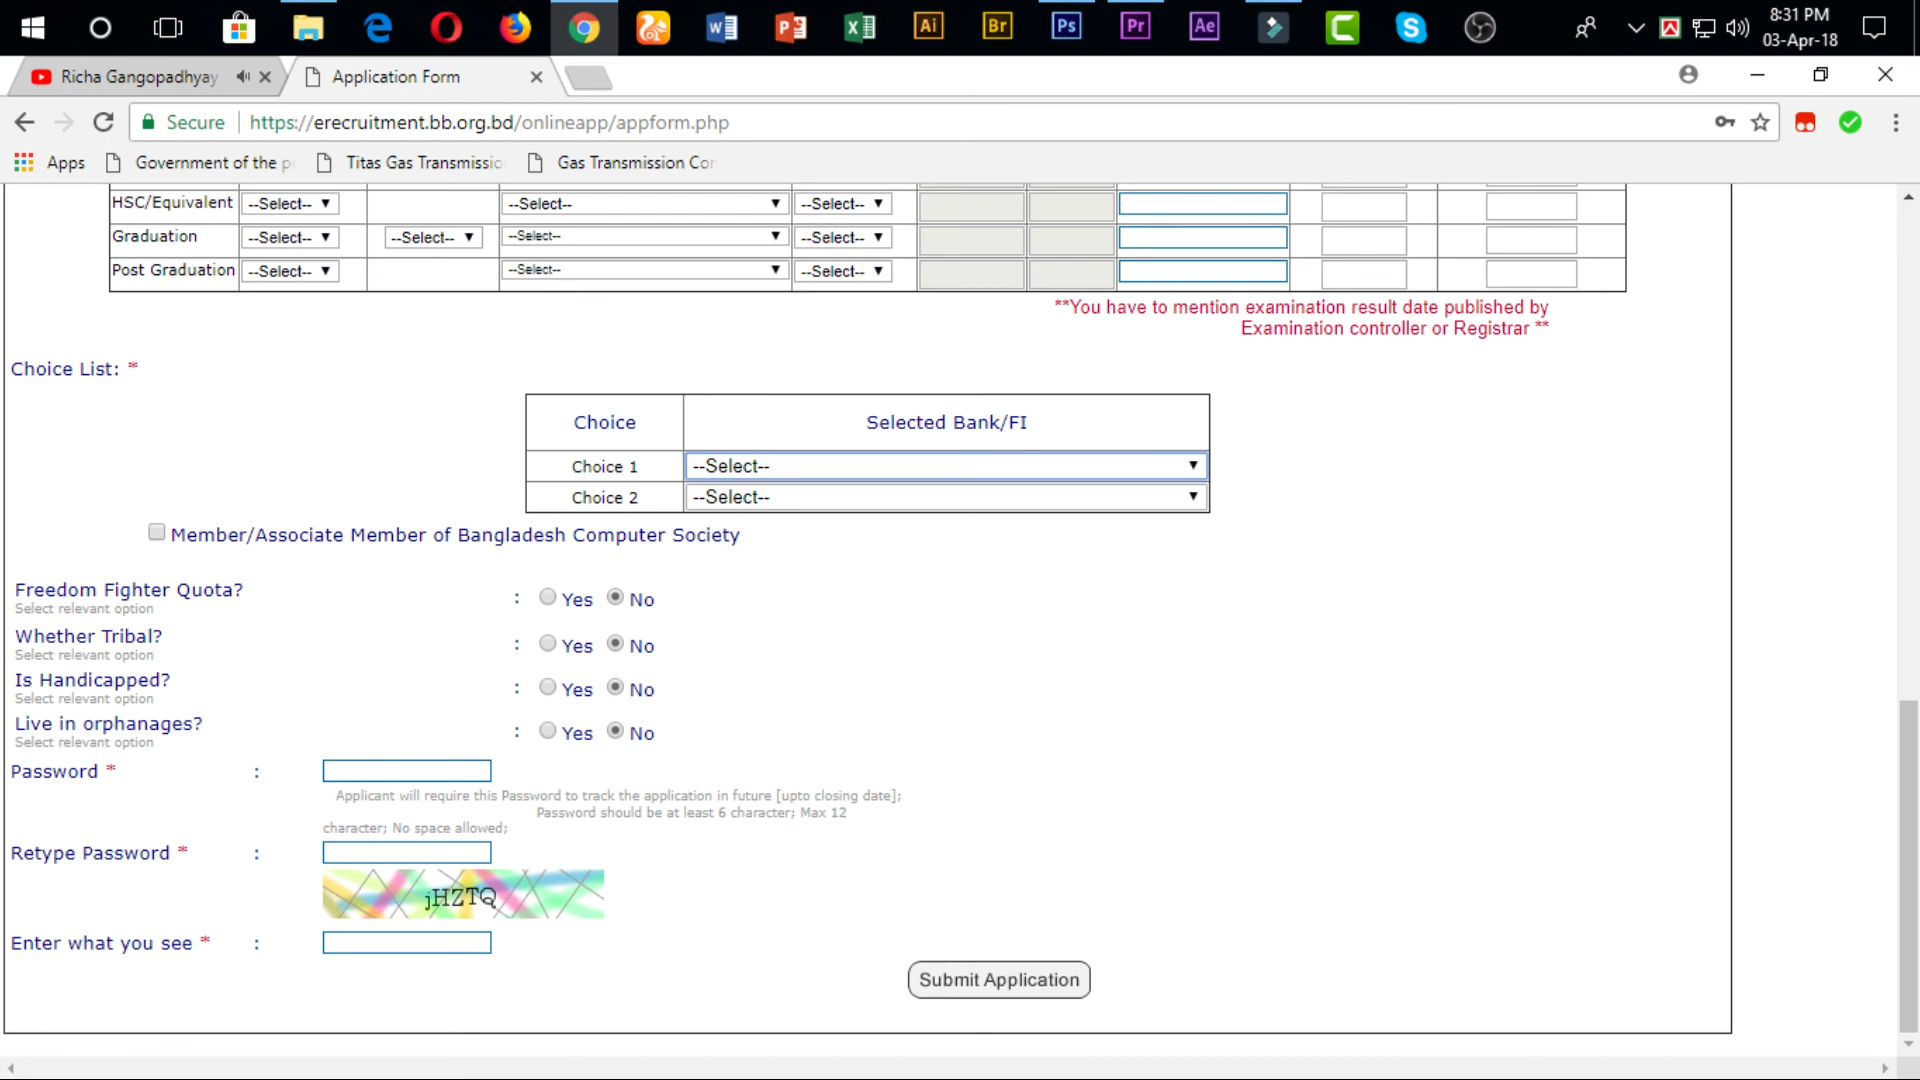 8:31 PM
03-Apr-18
Richa Gangopadhyay
Application Form
Secure https://erecruitment.bb.org.bd/onlineapp/appform.php
Apps Government of the p Titas Gas Transmissio Gas Transmission Con
HSC/Equivalent --Select-- --Select-- --Select--
Graduation --Select-- --Select-- --Select-- --Select--
Post Graduation --Select-- --Select-- --Select--
**You have to mention examination result date published by
Examination controller or Registrar **
Choice List: *
Choice Selected Bank/FI
Choice 1 --Select--
Choice 2 --Select--
Member/Associate Member of Bangladesh Computer Society
Freedom Fighter Quota? : Yes No
Select relevant option
Whether Tribal? : Yes No
Select relevant option
Is Handicapped? : Yes No
Select relevant option
Live in orphanages? : Yes No
Select relevant option
Password * :
Applicant will require this Password to track the application in future [upto closing date];
Password should be at least 6 character; Max 12
character; No space allowed;
Retype Password * :
jHZTQ
Enter what you see * :
Submit Application